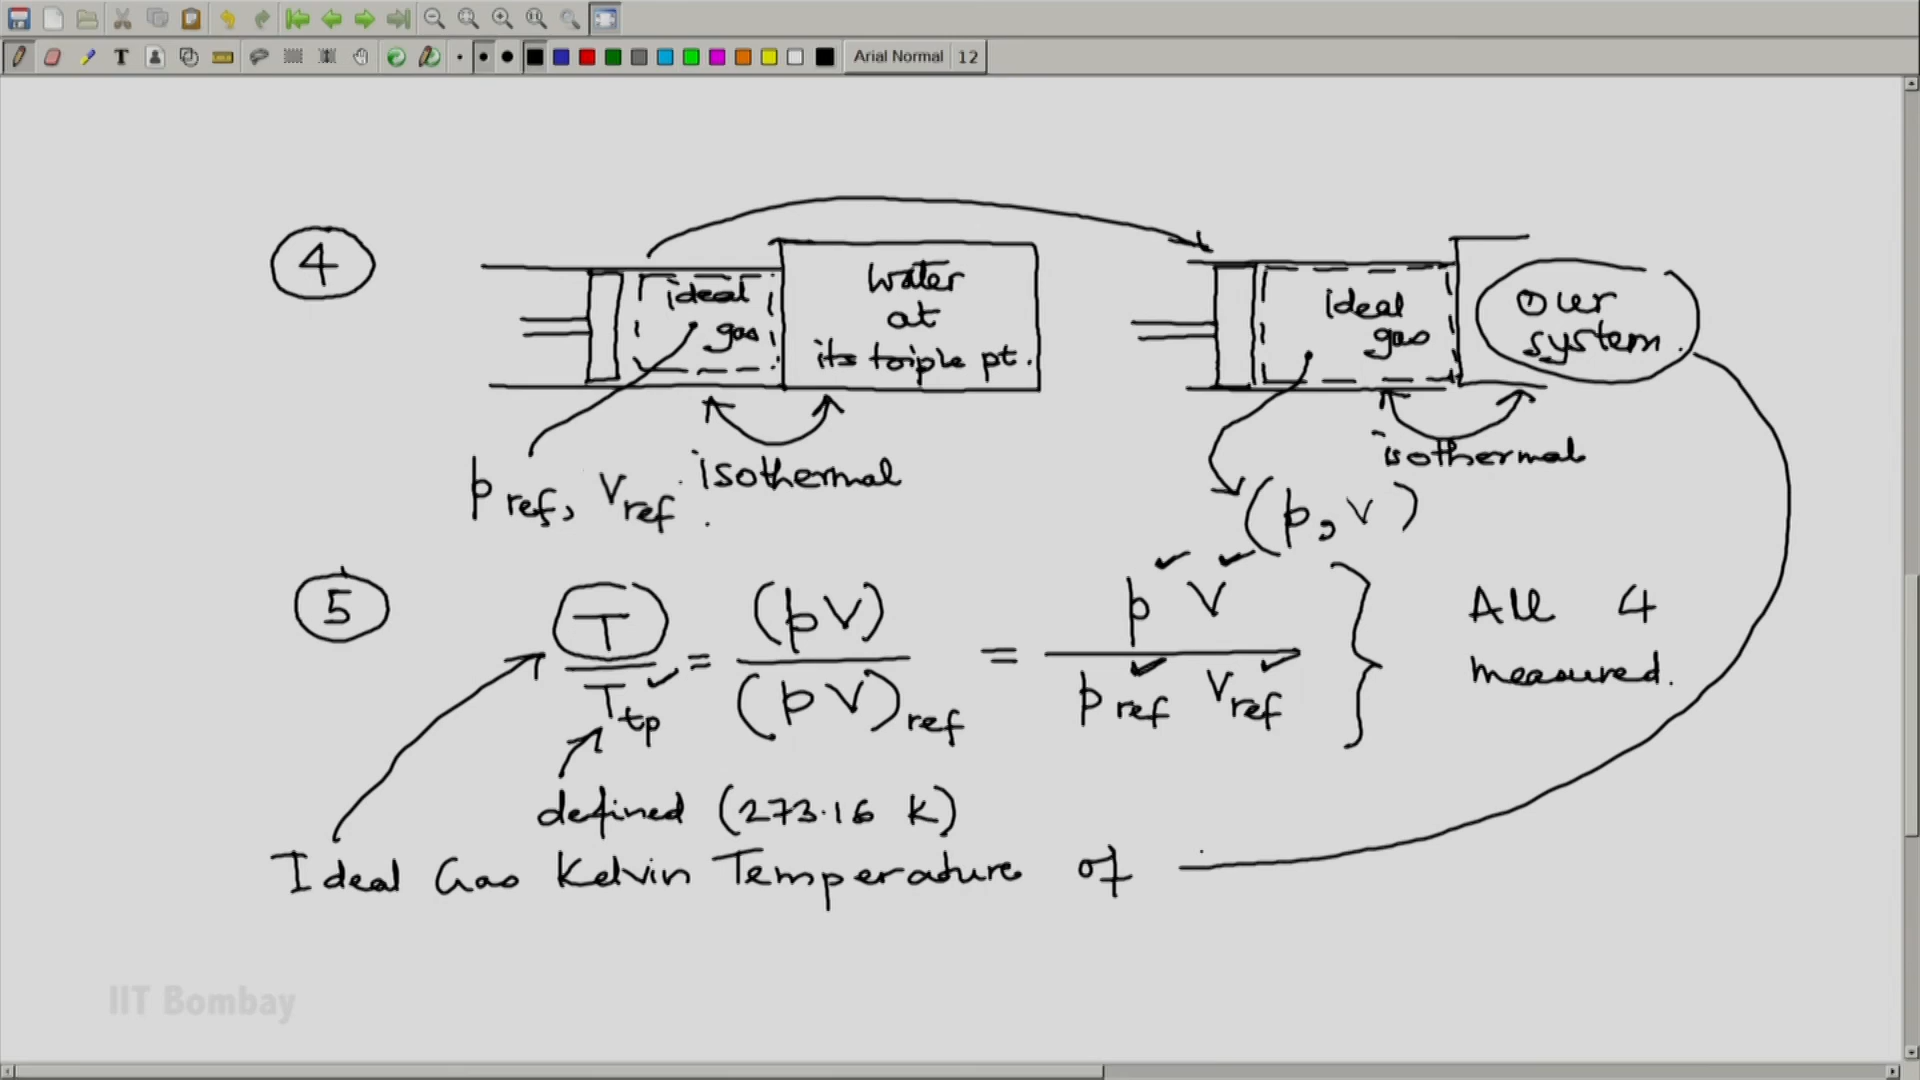 Arial Normal 12
4
ideal gas
Water at its triple pt.
ideal gas
Our system.
isothermal
isothermal
p ref, V ref.
(p, V)
5
T / T tp = (pV) / (pV) ref = p V / p ref V ref
All 4 measured.
defined (273.16 K)
Ideal Gas Kelvin Temperature of
IIT Bombay